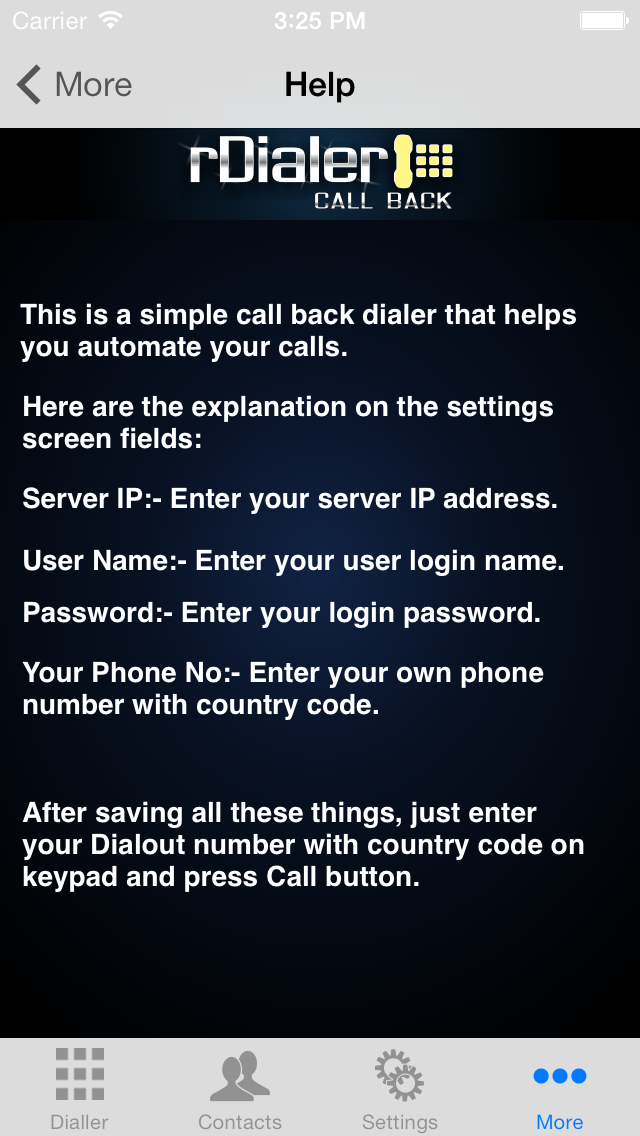 Carrier 3:25 PM
More Help
rDialer
CALL BACK
This is a simple call back dialer that helps
you automate your calls.
Here are the explanation on the settings
screen fields:
Server IP:- Enter your server IP address.
User Name:- Enter your user login name.
Password:- Enter your login password.
Your Phone No:- Enter your own phone
number with country code.
After saving all these things, just enter
your Dialout number with country code on
keypad and press Call button.
Dialler Contacts Settings More